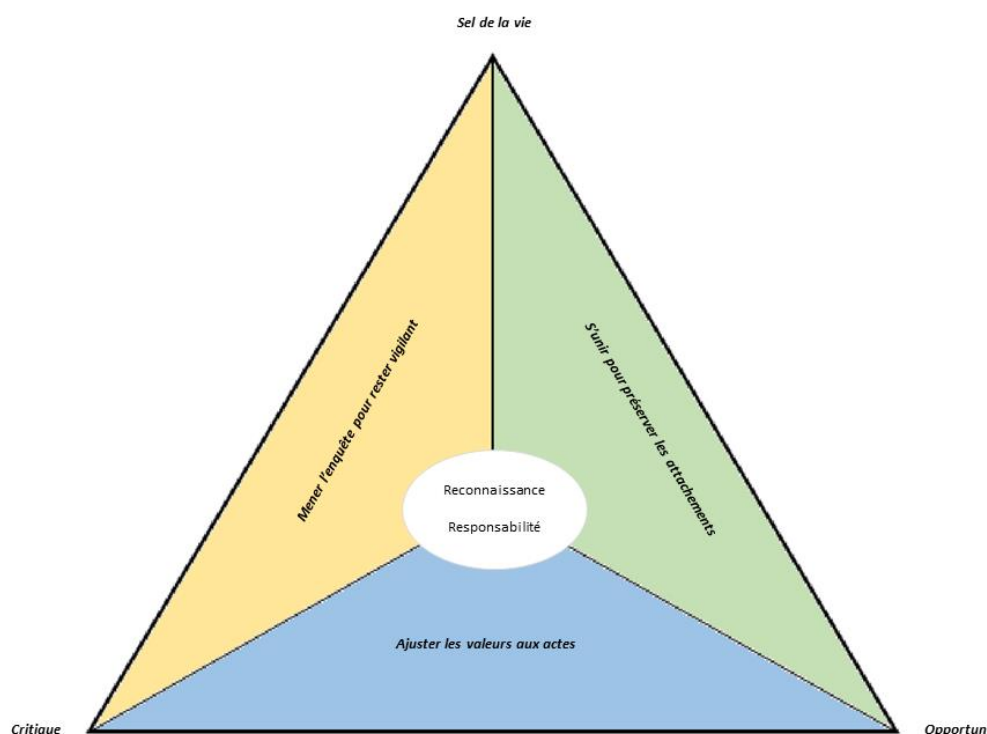 Sel de la vie
Mener l'enquête pour rester vigilant
S'unir pour préserver les attachements
Reconnaissance
Responsabilité
Ajuster les valeurs aux actes
Critique
Opportun